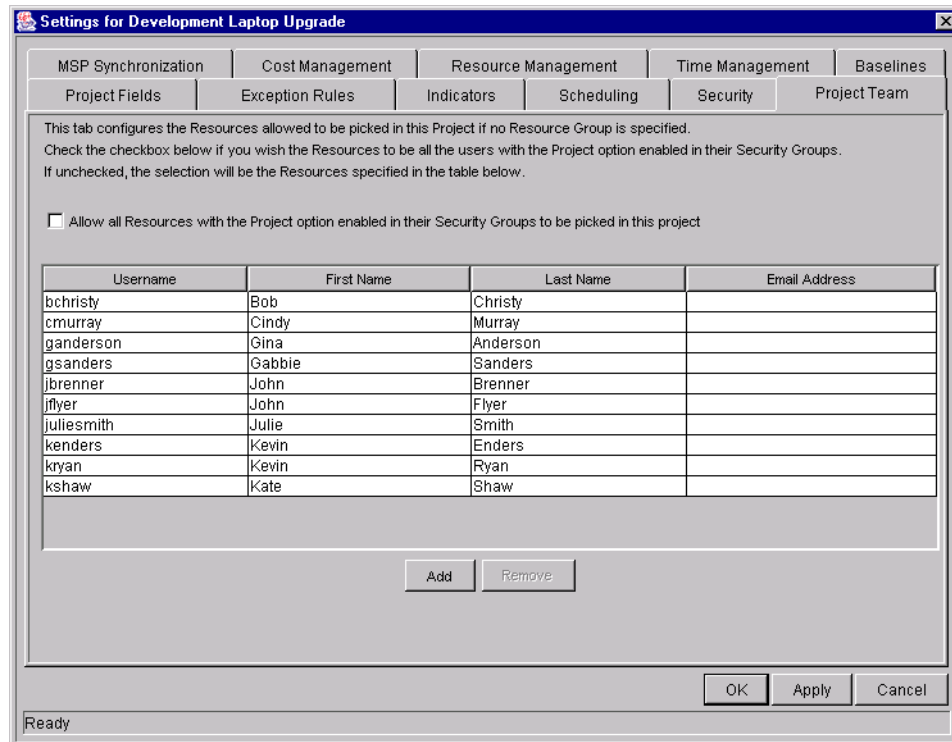 Settings for Development Laptop Upgrade
MSP Synchronization Cost Management Resource Management Time Management Baselines
Project Fields Exception Rules Indicators Scheduling Security Project Team
This tab configures the Resources allowed to be picked in this Project if no Resource Group is specified.
Check the checkbox below if you wish the Resources to be all the users with the Project option enabled in their Security Groups.
If unchecked, the selection will be the Resources specified in the table below.
Allow all Resources with the Project option enabled in their Security Groups to be picked in this project
Username First Name Last Name Email Address
bchristy Bob Christy
cmurray Cindy Murray
ganderson Gina Anderson
gsanders Gabbie Sanders
jbrenner John Brenner
jflyer John Flyer
juliesmith Julie Smith
kenders Kevin Enders
kryan Kevin Ryan
kshaw Kate Shaw
Add Remove
OK Apply Cancel
Ready